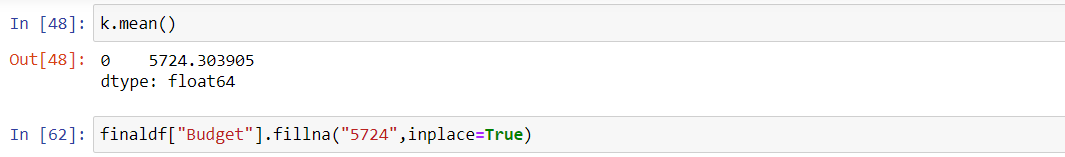 In [48]: k.mean()
Out[48]: 0    5724.303905
dtype: float64
In [62]: finaldf["Budget"].fillna("5724",inplace=True)